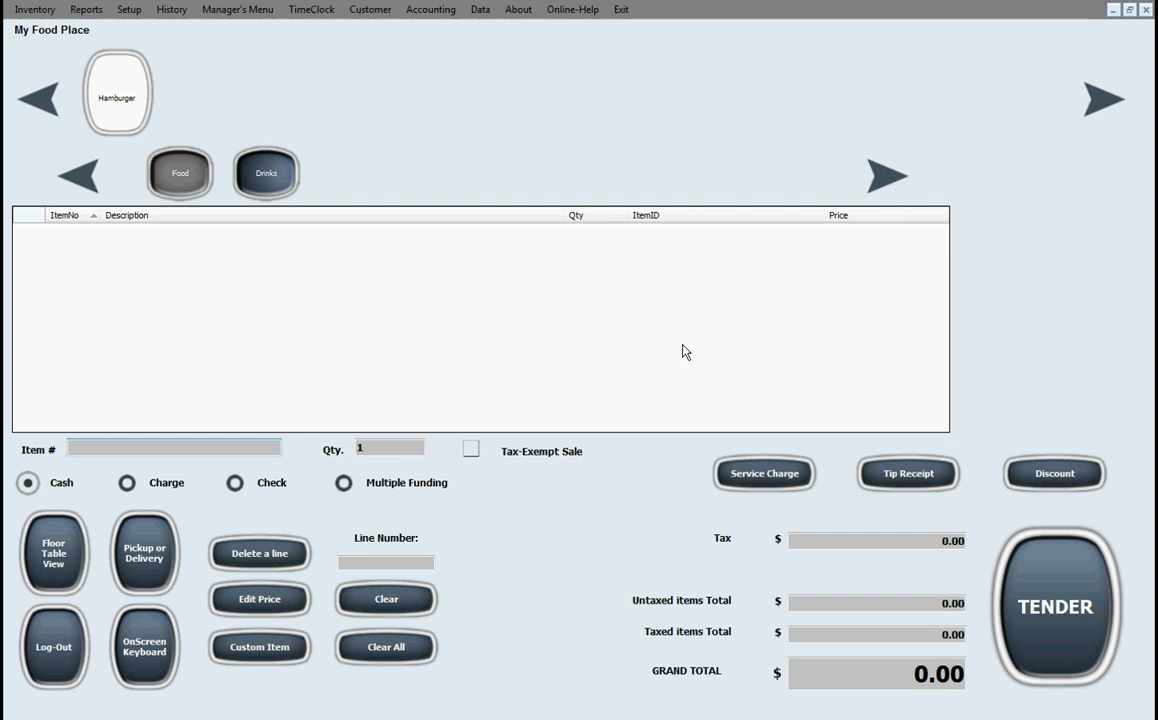 Inventory Reports Setup History Manager's Menu TimeClock Customer Accounting Data About Online-Help Exit
My Food Place
Hamburger
Food Drinks
ItemNo Description Qty ItemID Price
Item # Qty. 1 Tax-Exempt Sale
Cash Charge Check Multiple Funding
Service Charge Tip Receipt Discount
Floor
Table
View
Pickup or
Delivery
Delete a line
Line Number:
Edit Price
Clear
Log-Out
OnScreen
Keyboard
Custom Item
Clear All
Tax $ 0.00
Untaxed items Total $ 0.00
Taxed items Total $ 0.00
GRAND TOTAL $ 0.00
TENDER